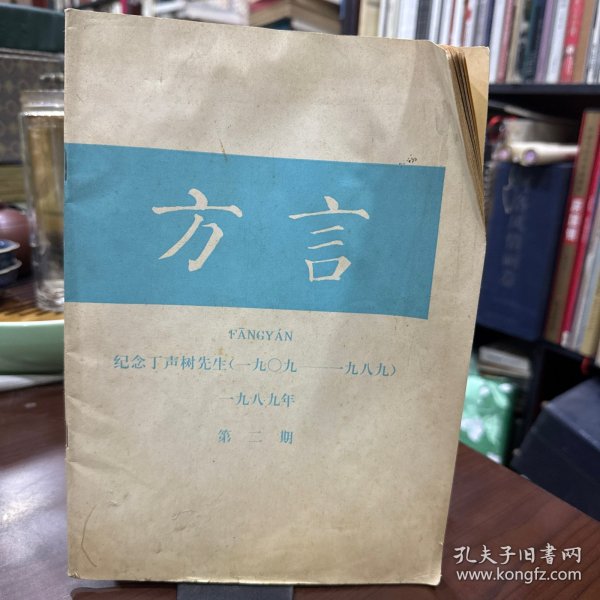 方言
FĀNGYÁN
纪念丁声树先生(一九〇九——一九八九)
一九八九年
第二期
孔夫子旧书网
www.kongfz.com